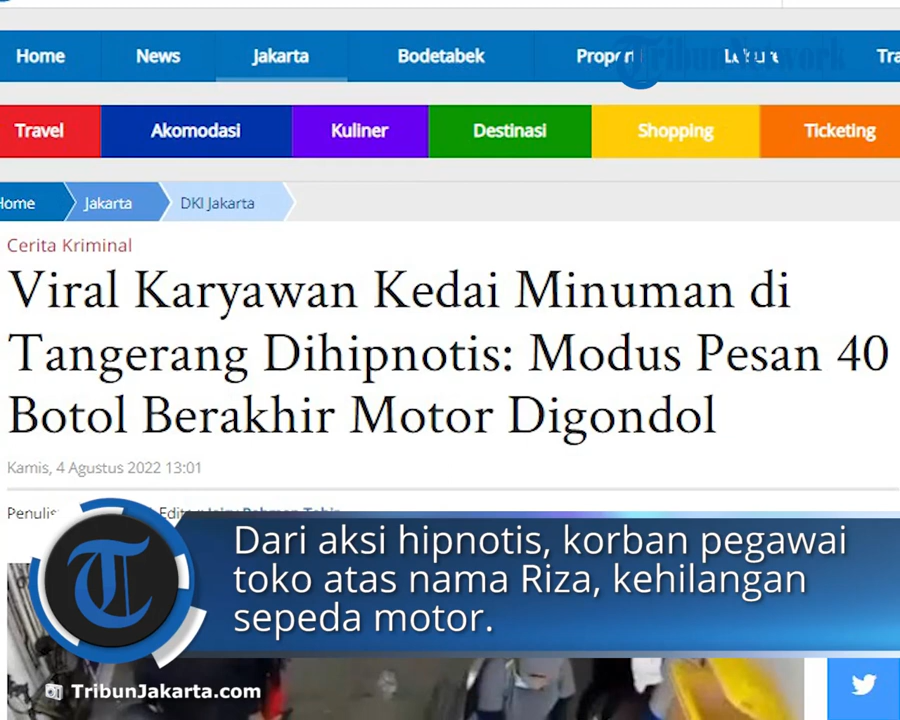 Home News Jakarta Bodetabek
TribunNetwork
Travel Akomodasi Kuliner Destinasi Shopping Ticketing
Home Jakarta DKI Jakarta
Cerita Kriminal
Viral Karyawan Kedai Minuman di
Tangerang Dihipnotis: Modus Pesan 40
Botol Berakhir Motor Digondol
Kamis, 4 Agustus 2022 13:01
Dari aksi hipnotis, korban pegawai
toko atas nama Riza, kehilangan
sepeda motor.
T
TribunJakarta.com